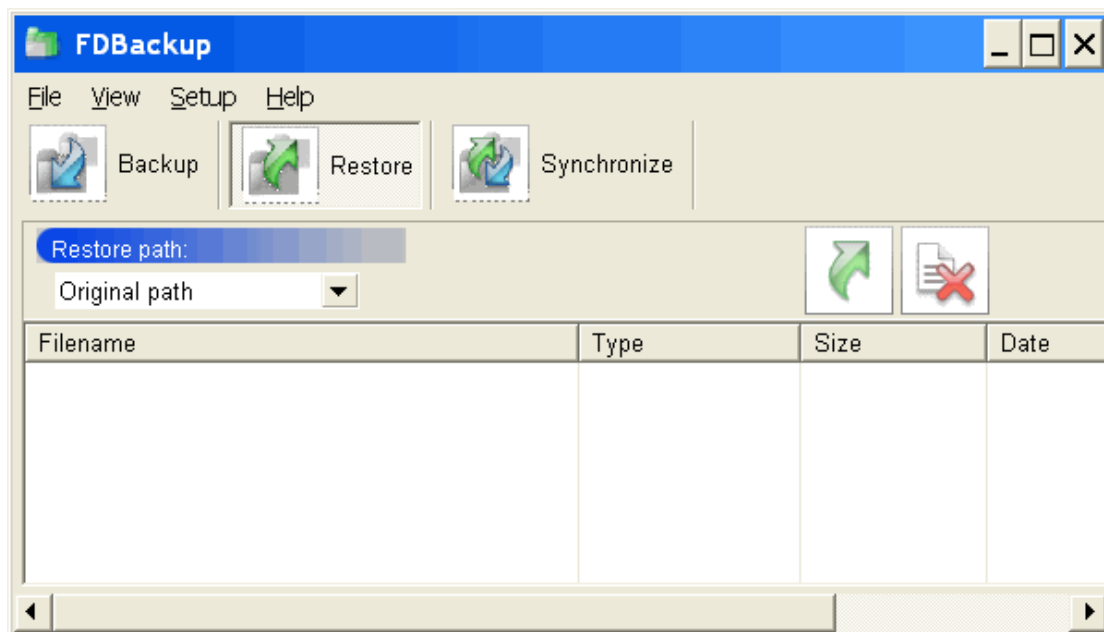 FDBackup
File View Setup Help
Backup Restore Synchronize
Restore path:
Original path
Filename Type Size Date